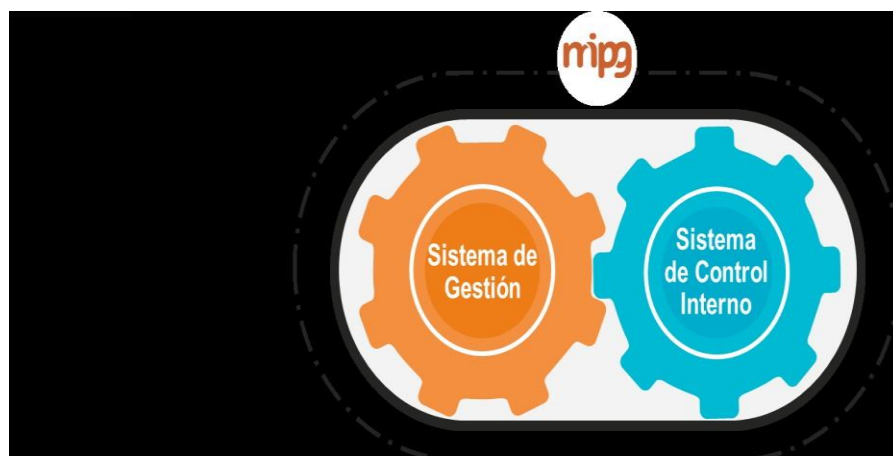 mipg
Sistema de
Gestión
Sistema
de Control
Interno